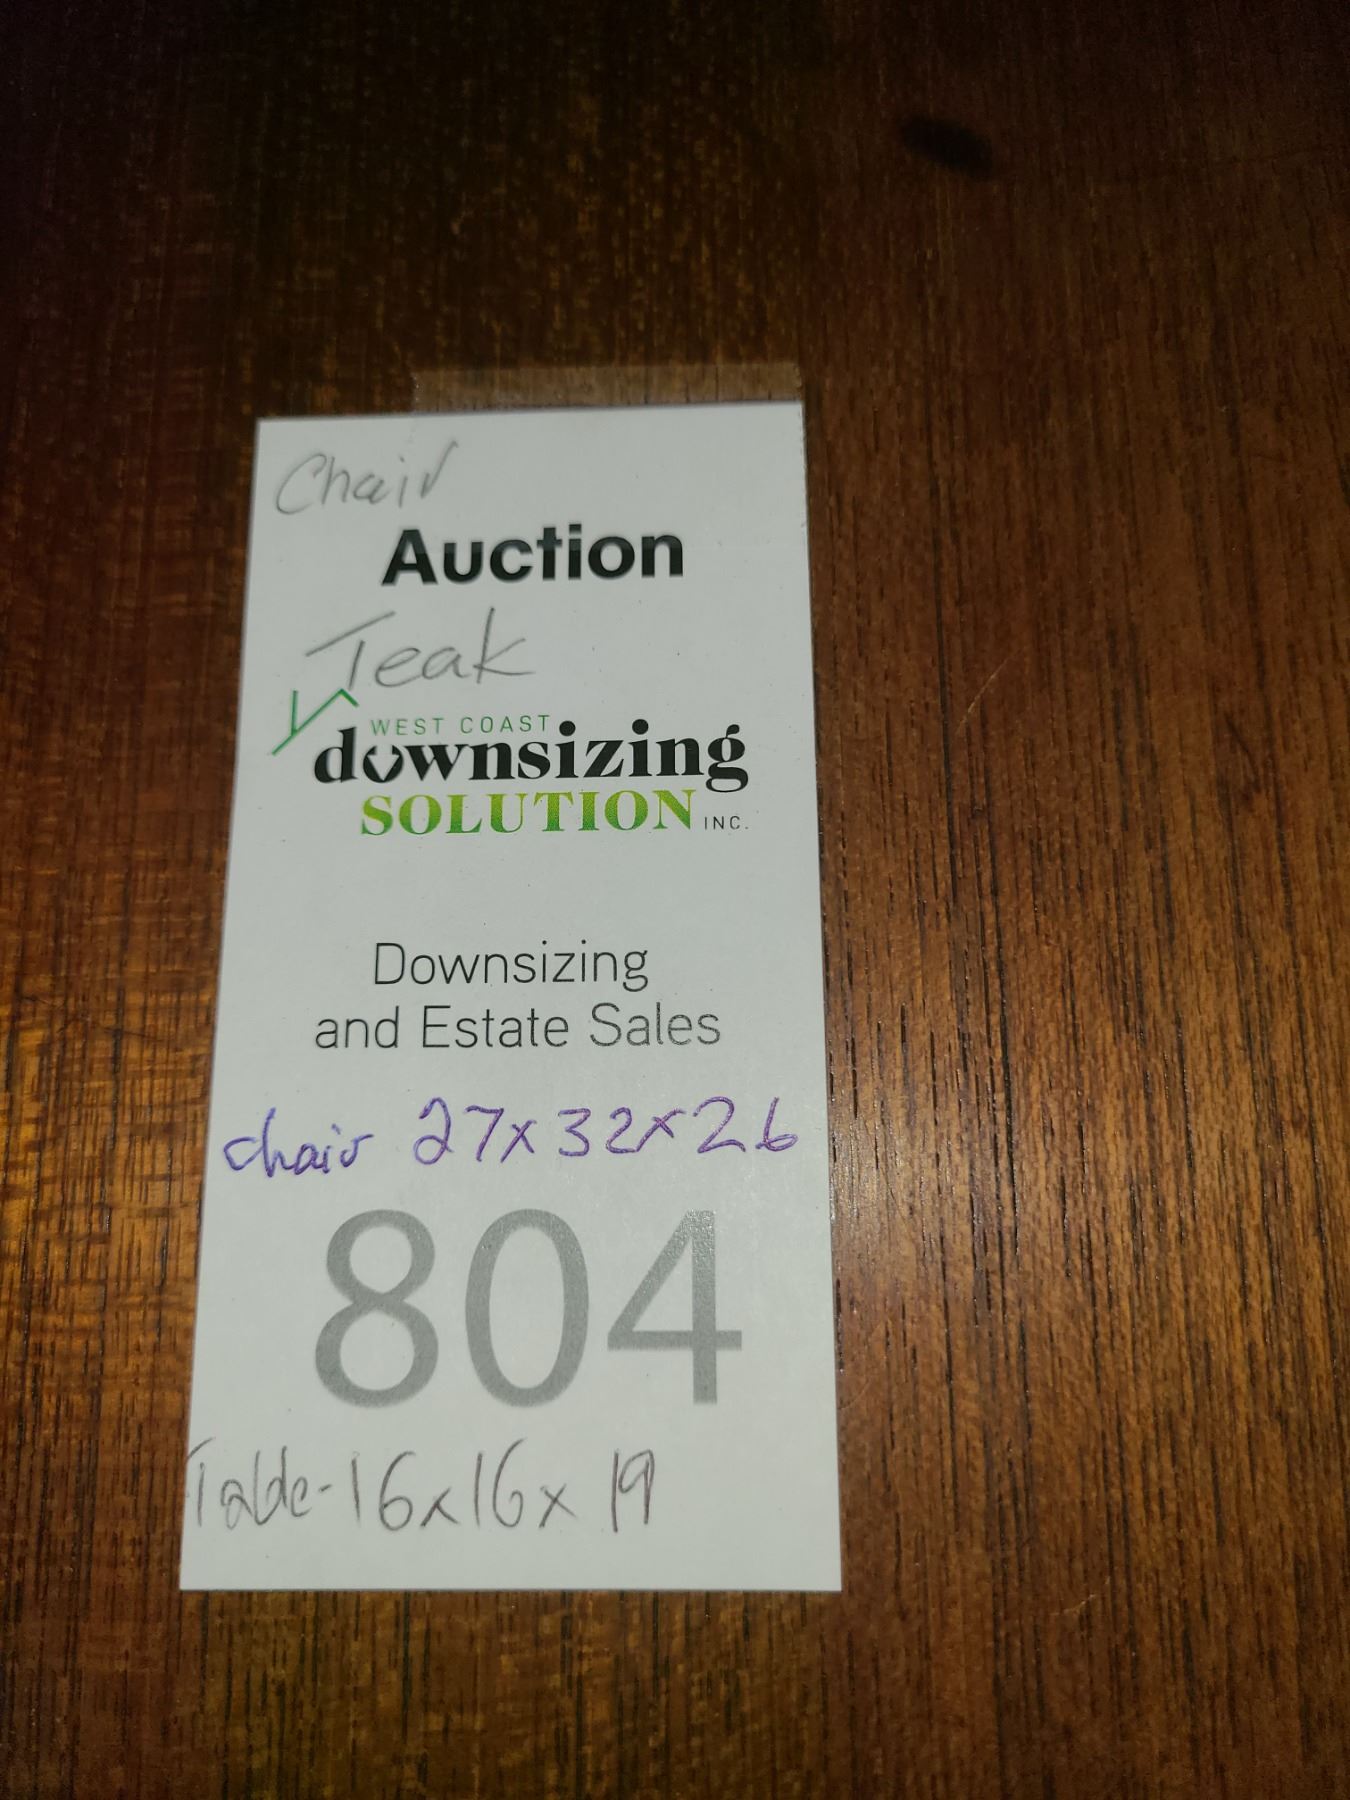 Chair
Auction
Teak
WEST COAST
downsizing
SOLUTION INC.
Downsizing
and Estate Sales
chair 27x32x26
804
Table-16x16x19